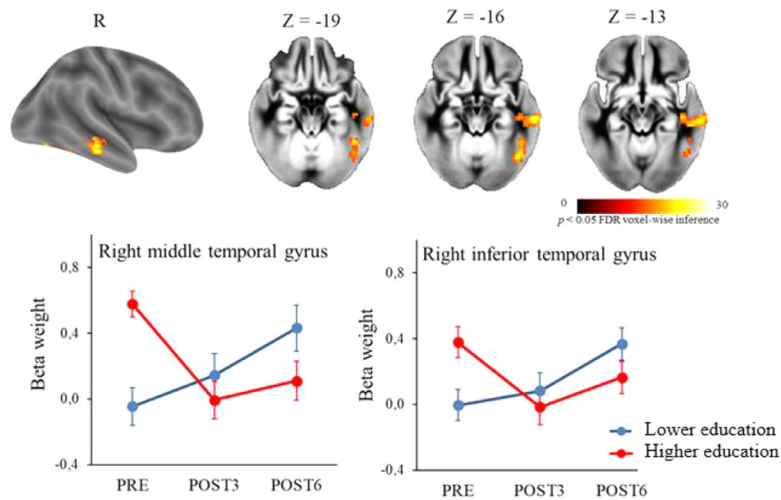 R
Z = -19
Z = -16
Z = -13
0
30
p < 0.05 FDR voxel-wise inference
Right middle temporal gyrus
Beta weight
0,8
0,4
0,0
-0,4
PRE
POST3
POST6
Right inferior temporal gyrus
Beta weight
0,8
0,4
0,0
-0,4
PRE
POST3
POST6
Lower education
Higher education